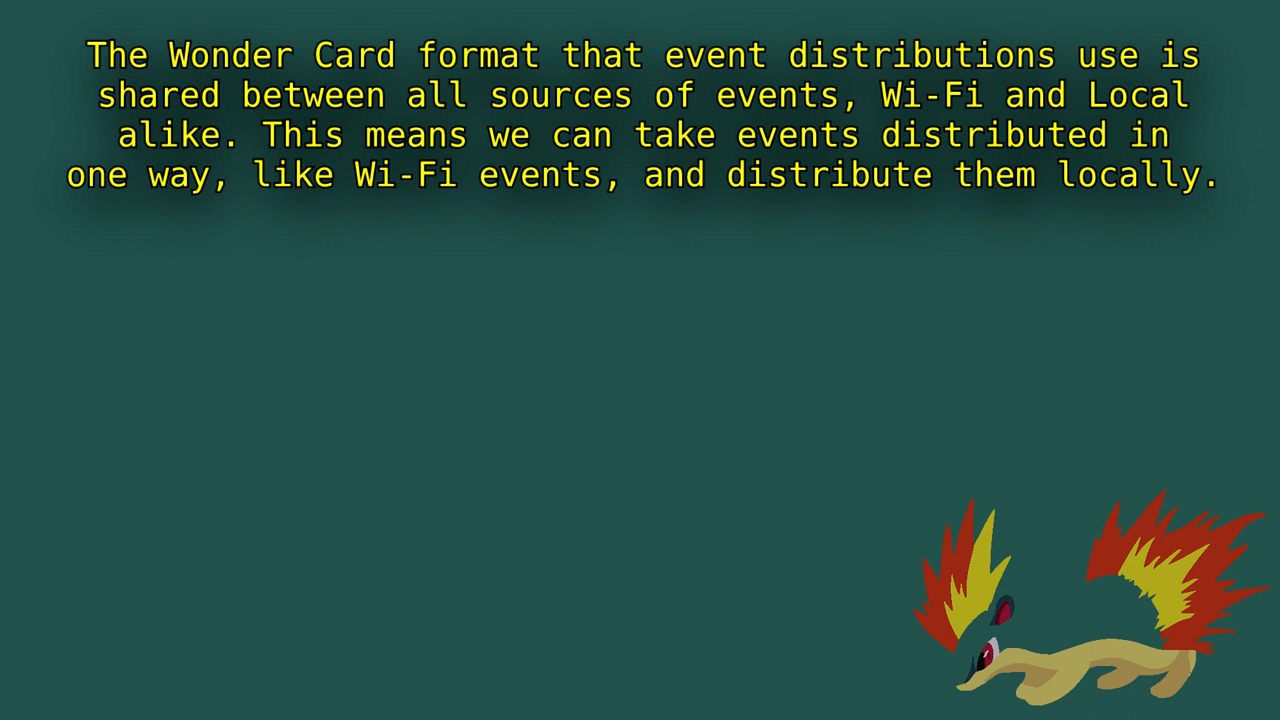 The Wonder Card format that event distributions use is
shared between all sources of events, Wi-Fi and Local
alike. This means we can take events distributed in
one way, like Wi-Fi events, and distribute them locally.